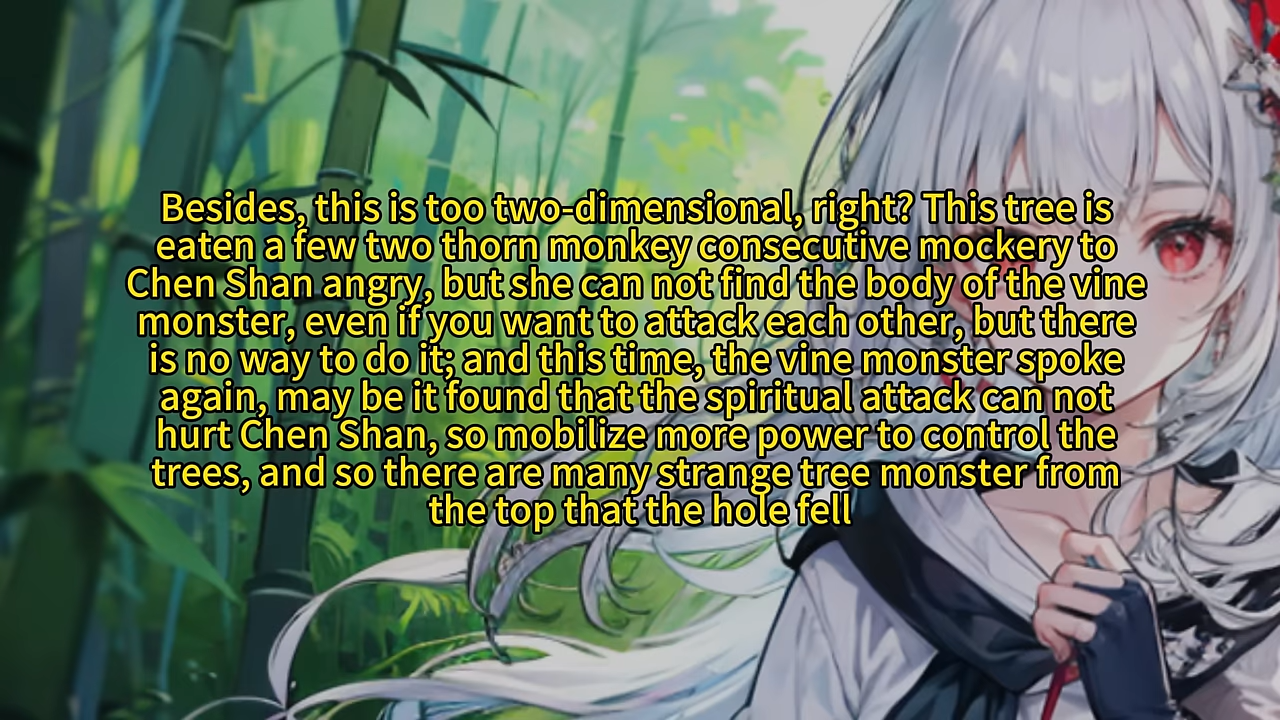 Besides, this is too two-dimensional, right? This tree is
eaten a few two thorn monkey consecutive mockery to
Chen Shan angry, but she can not find the body of the vine
monster, even if you want to attack each other, but there
is no way to do it; and this time, the vine monster spoke
again, may be it found that the spiritual attack can not
hurt Chen Shan, so mobilize more power to control the
trees, and so there are many strange tree monster from
the top that the hole fell